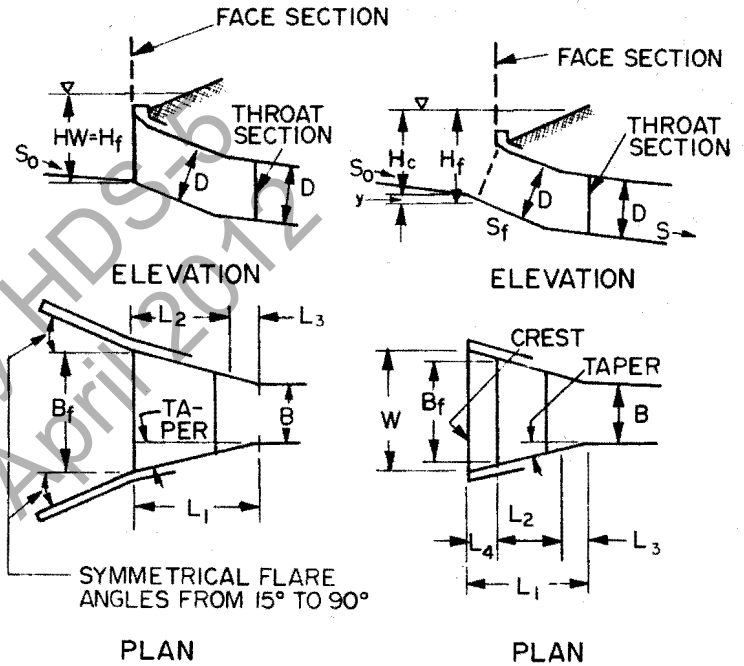 FACE SECTION
HW=Hf
S0
THROAT
SECTION
D
D
ELEVATION
L2
L3
Bf
TA-
PER
B
L1
SYMMETRICAL FLARE
ANGLES FROM 15° TO 90°
PLAN
FACE SECTION
THROAT
SECTION
Hc
Hf
S0
y
D
D
Sf
S
ELEVATION
CREST
TAPER
W
Bf
B
L2
L4
L3
L1
PLAN
HDS-5
April 2012